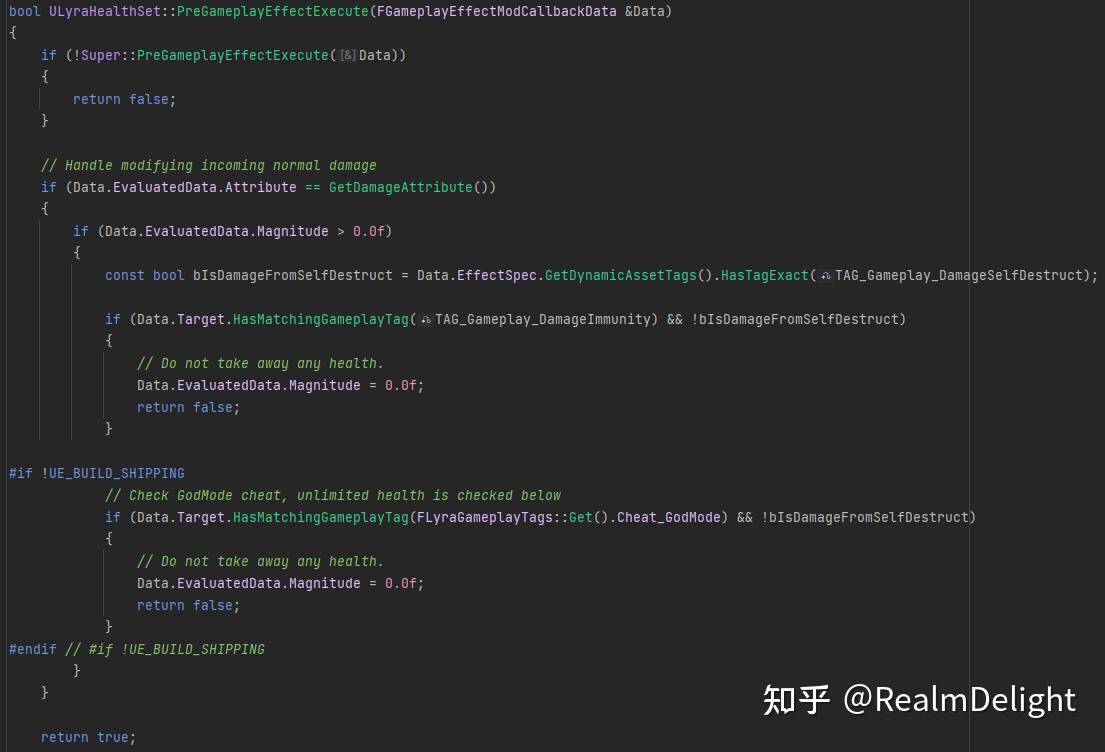 bool ULyraHealthSet::PreGameplayEffectExecute(FGameplayEffectModCallbackData &Data)
{
    if (!Super::PreGameplayEffectExecute([&]Data))
    {
        return false;
    }

    // Handle modifying incoming normal damage
    if (Data.EvaluatedData.Attribute == GetDamageAttribute())
    {
        if (Data.EvaluatedData.Magnitude > 0.0f)
        {
            const bool bIsDamageFromSelfDestruct = Data.EffectSpec.GetDynamicAssetTags().HasTagExact(TAG_Gameplay_DamageSelfDestruct);

            if (Data.Target.HasMatchingGameplayTag(TAG_Gameplay_DamageImmunity) && !bIsDamageFromSelfDestruct)
            {
                // Do not take away any health.
                Data.EvaluatedData.Magnitude = 0.0f;
                return false;
            }

#if !UE_BUILD_SHIPPING
            // Check GodMode cheat, unlimited health is checked below
            if (Data.Target.HasMatchingGameplayTag(FLyraGameplayTags::Get().Cheat_GodMode) && !bIsDamageFromSelfDestruct)
            {
                // Do not take away any health.
                Data.EvaluatedData.Magnitude = 0.0f;
                return false;
            }
#endif // #if !UE_BUILD_SHIPPING
        }
    }

    return true;
知乎 @RealmDelight